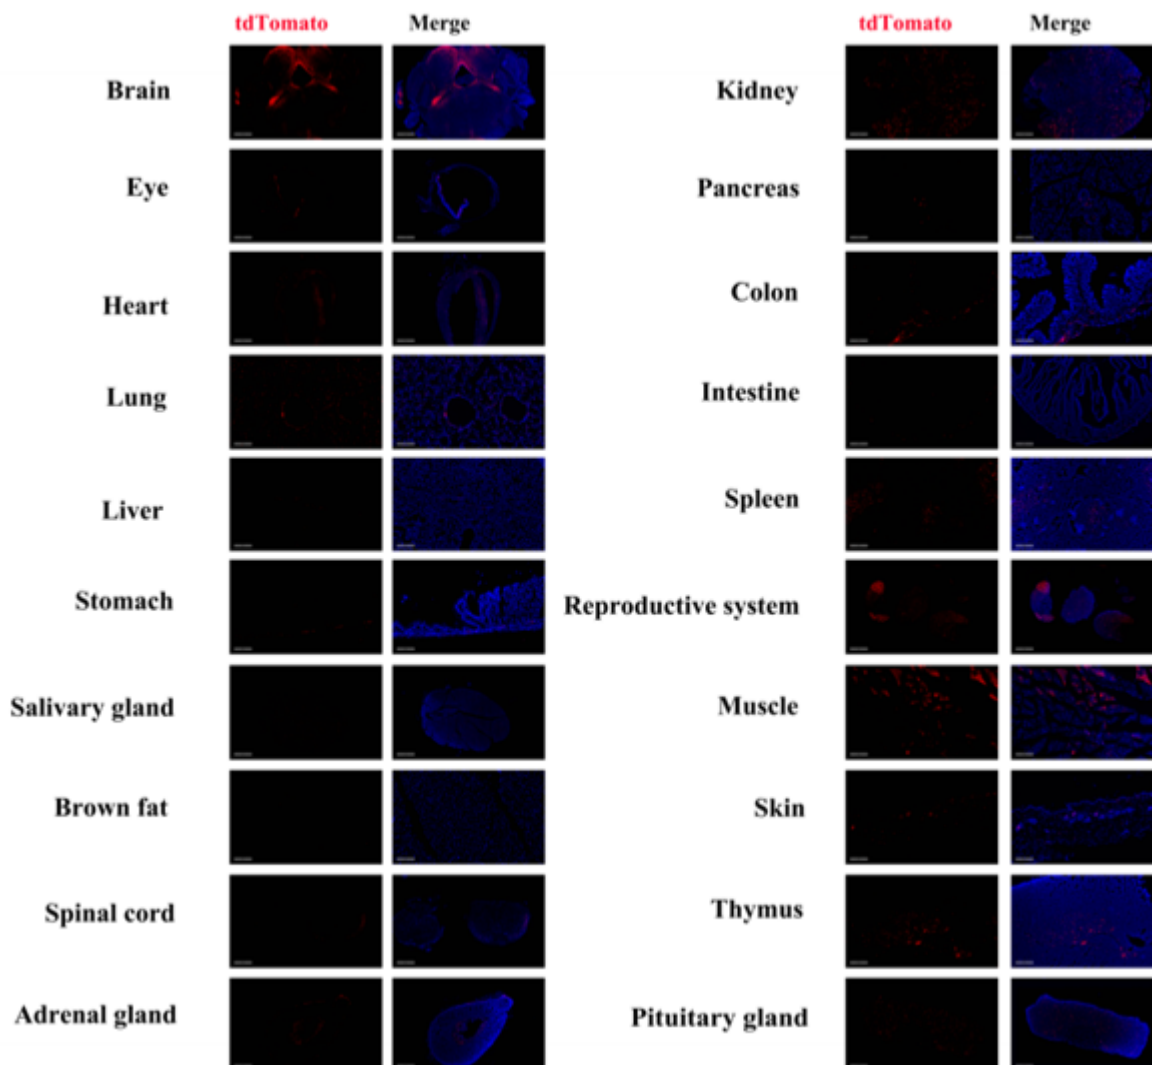 tdTomato Merge tdTomato Merge
Brain Kidney
Eye Pancreas
Heart Colon
Lung Intestine
Liver Spleen
Stomach Reproductive system
Salivary gland Muscle
Brown fat Skin
Spinal cord Thymus
Adrenal gland Pituitary gland